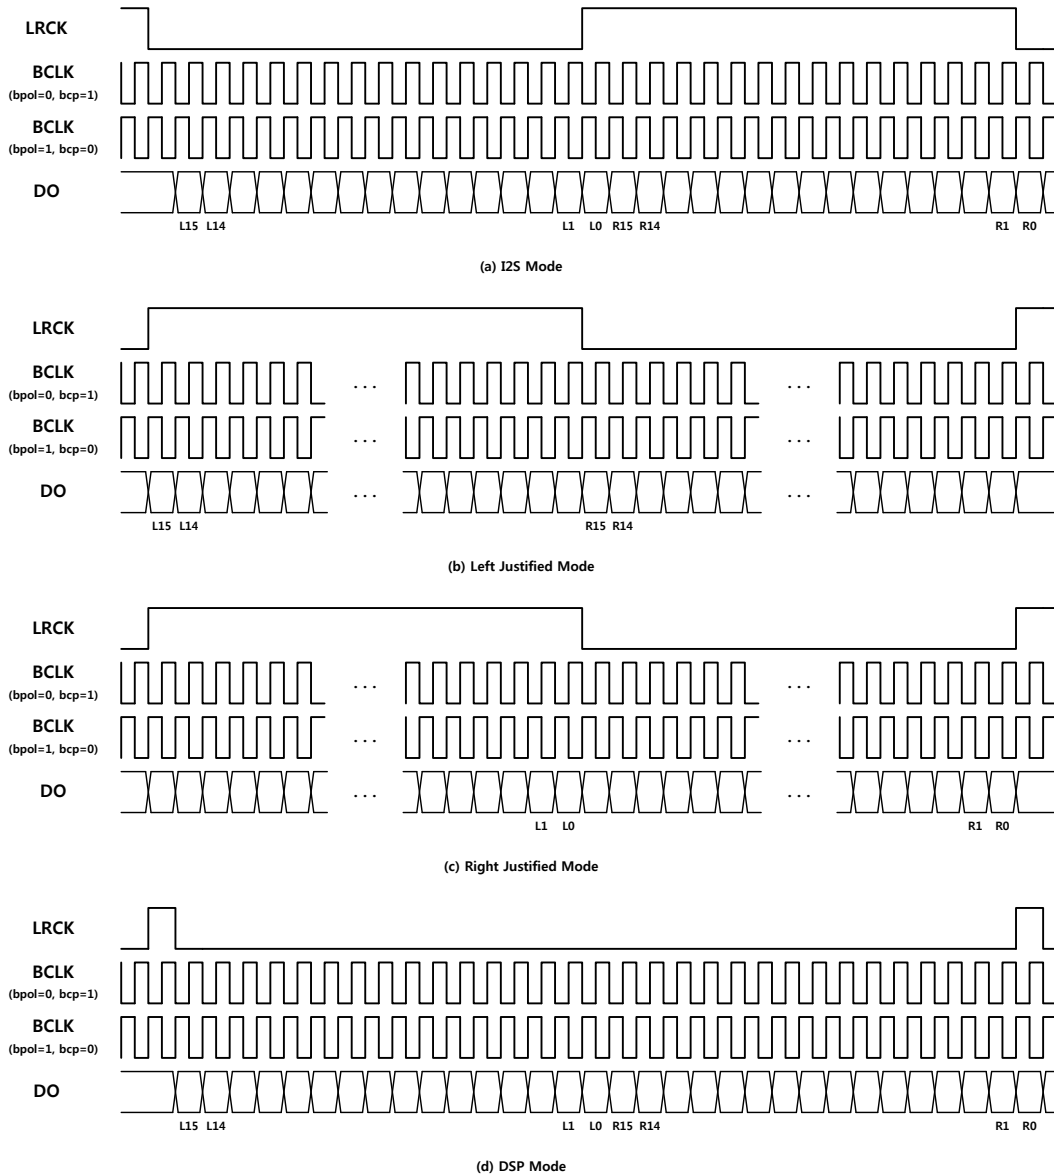 LRCK
BCLK
(bpol=0, bcp=1)
BCLK
(bpol=1, bcp=0)
DO
L15 L14 L1 L0 R15 R14 R1 R0
(a) I2S Mode
LRCK
BCLK
(bpol=0, bcp=1)
...
...
BCLK
(bpol=1, bcp=0)
...
...
DO
...
...
L15 L14 R15 R14
(b) Left Justified Mode
LRCK
BCLK
(bpol=0, bcp=1)
...
...
BCLK
(bpol=1, bcp=0)
...
...
DO
...
...
L1 L0 R1 R0
(c) Right Justified Mode
LRCK
BCLK
(bpol=0, bcp=1)
BCLK
(bpol=1, bcp=0)
DO
L15 L14 L1 L0 R15 R14 R1 R0
(d) DSP Mode